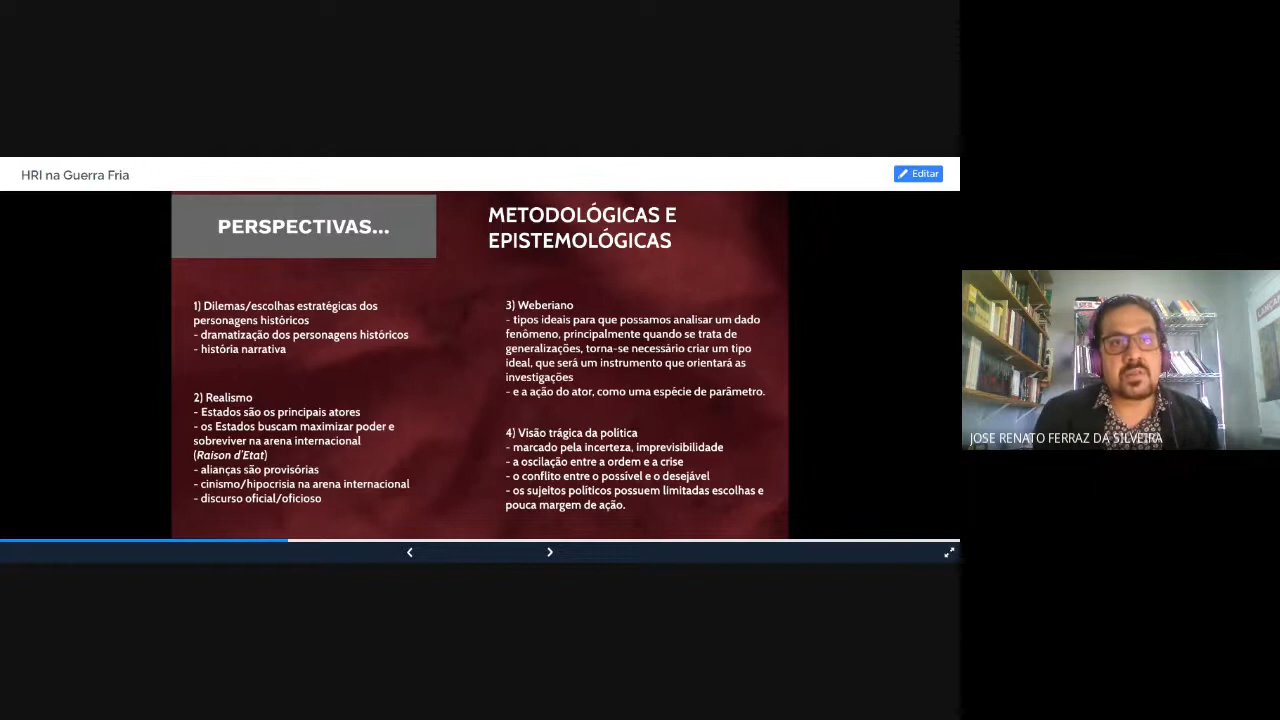 HRI na Guerra Fria
Editar
PERSPECTIVAS...
METODOLÓGICAS E
EPISTEMOLÓGICAS
1) Dilemas/escolhas estratégicas dos
personagens históricos
- dramatização dos personagens históricos
- história narrativa
2) Realismo
- Estados são os principais atores
- os Estados buscam maximizar poder e
sobreviver na arena internacional
(Raison d'Etat)
- alianças são provisórias
- cinismo/hipocrisia na arena internacional
- discurso oficial/oficioso
3) Weberiano
- tipos ideais para que possamos analisar um dado
fenômeno, principalmente quando se trata de
generalizações, torna-se necessário criar um tipo
ideal, que será um instrumento que orientará as
investigações
- e a ação do ator, como uma espécie de parâmetro.
4) Visão trágica da política
- marcado pela incerteza, imprevisibilidade
- a oscilação entre a ordem e a crise
- o conflito entre o possível e o desejável
- os sujeitos políticos possuem limitadas escolhas e
pouca margem de ação.
JOSE RENATO FERRAZ DA SILVEIRA